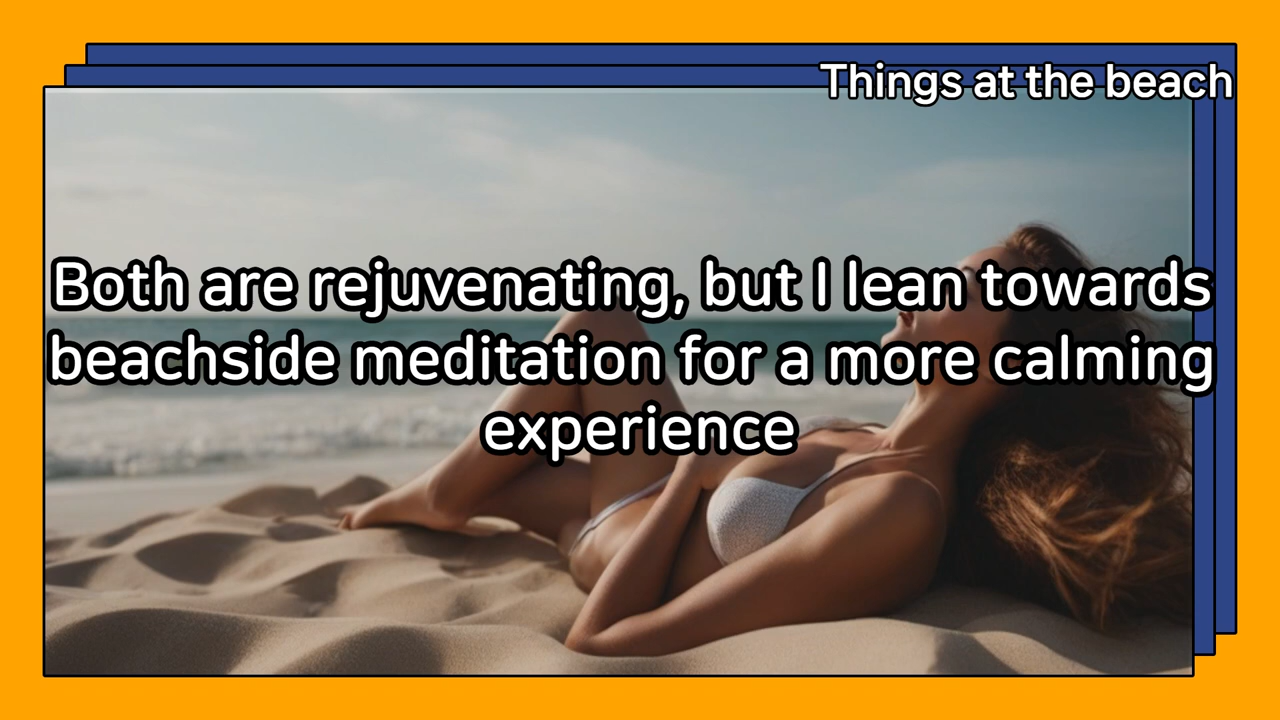 Things at the beach
Both are rejuvenating, but I lean towards
beachside meditation for a more calming
experience